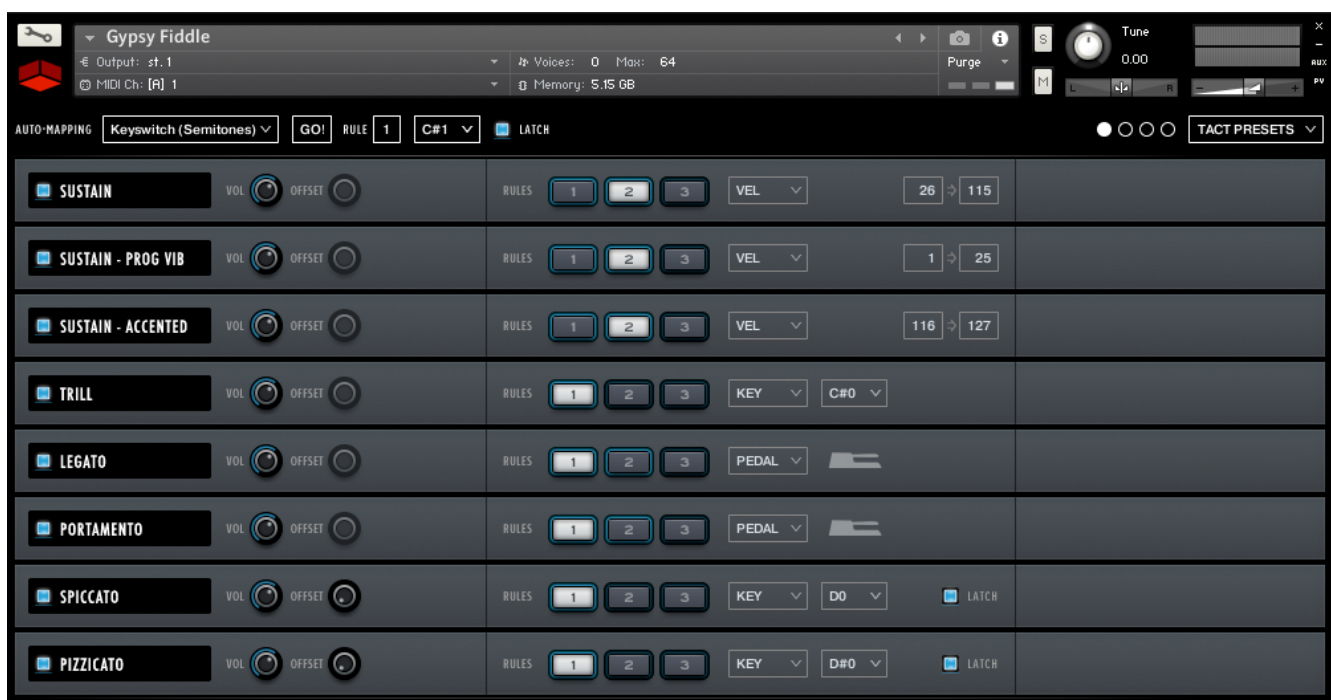 Gypsy Fiddle
S
Tune
0.00
×
–
AUX
PV
Output: st.1
Voices: 0 Max: 64
Purge
MIDI Ch: [A] 1
Memory: 5.15 GB
M
L
R
–
+
AUTO-MAPPING Keyswitch (Semitones) GO! RULE 1 C#1 LATCH TACT PRESETS
SUSTAIN VOL OFFSET RULES 1 2 3 VEL 26 115
SUSTAIN - PROG VIB VOL OFFSET RULES 1 2 3 VEL 1 25
SUSTAIN - ACCENTED VOL OFFSET RULES 1 2 3 VEL 116 127
TRILL VOL OFFSET RULES 1 2 3 KEY C#0
LEGATO VOL OFFSET RULES 1 2 3 PEDAL
PORTAMENTO VOL OFFSET RULES 1 2 3 PEDAL
SPICCATO VOL OFFSET RULES 1 2 3 KEY D0 LATCH
PIZZICATO VOL OFFSET RULES 1 2 3 KEY D#0 LATCH